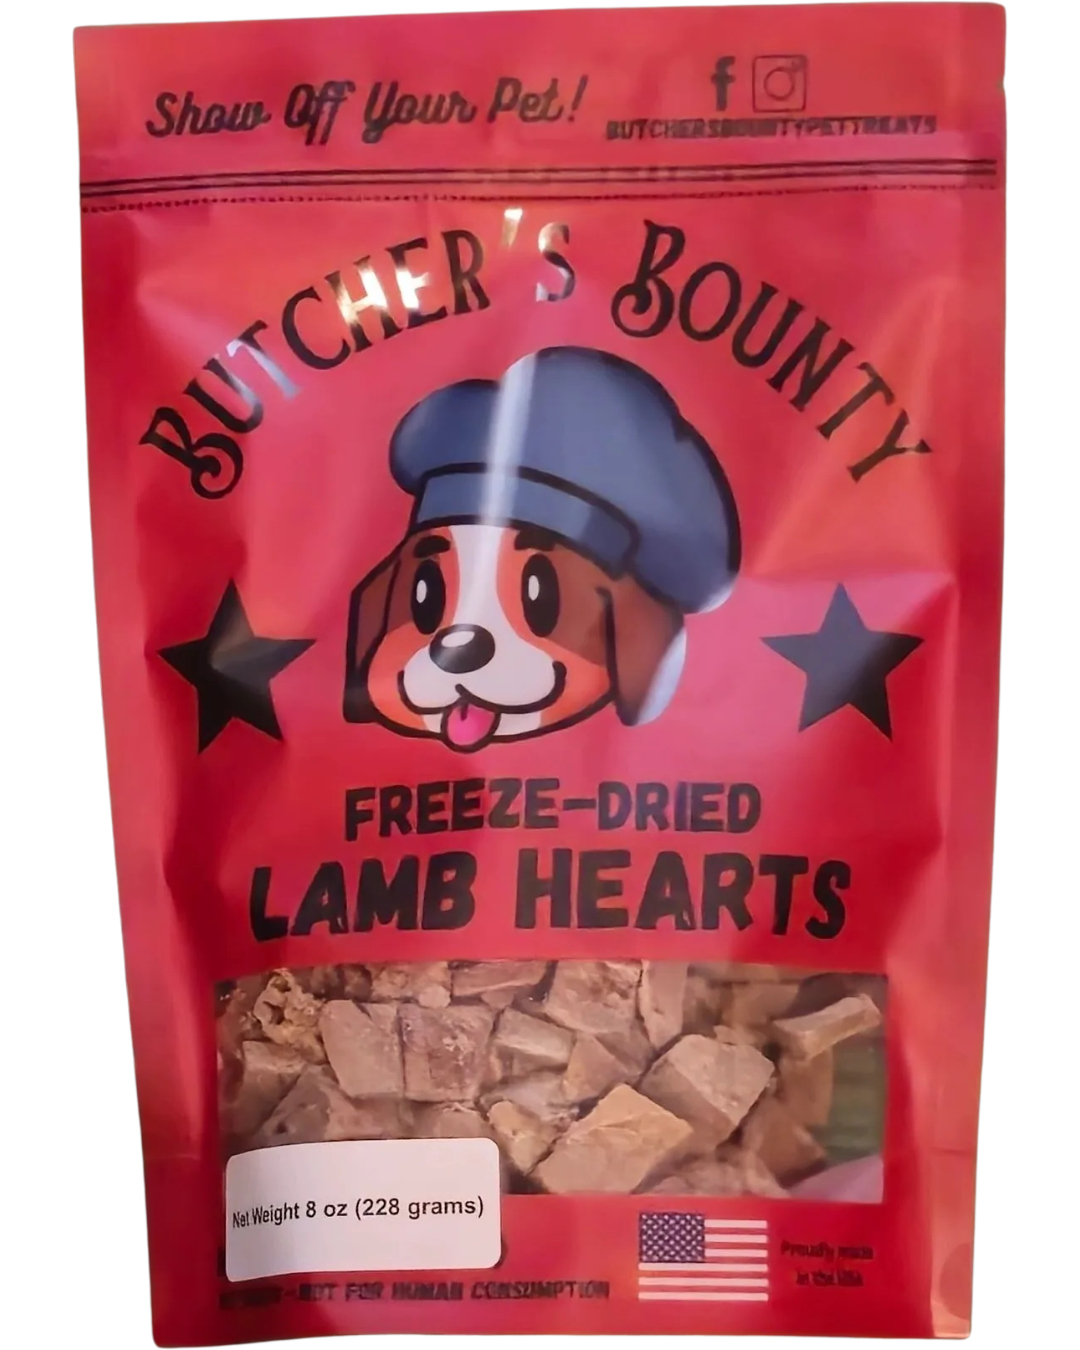 Show Off Your Pet!
BUTCHERSBOUNTYPETTREATS
BUTCHER'S BOUNTY
FREEZE-DRIED
LAMB HEARTS
Net Weight 8 oz (228 grams)
NOT FOR HUMAN CONSUMPTION
Proudly made
in the USA